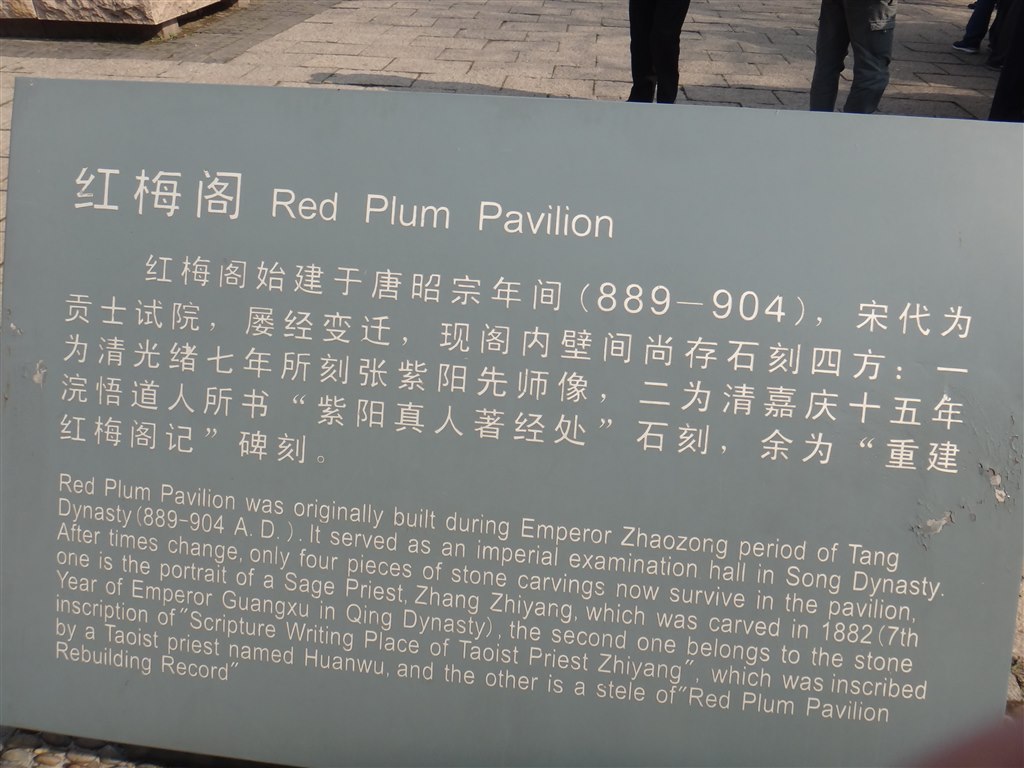 红梅阁 Red Plum Pavilion
红梅阁始建于唐昭宗年间(889—904)，宋代为
贡士试院，屡经变迁，现阁内壁间尚存石刻四方：一
为清光绪七年所刻张紫阳先师像，二为清嘉庆十五年
浣悟道人所书“紫阳真人著经处”石刻，余为“重建
红梅阁记”碑刻。
Red Plum Pavilion was originally built during Emperor Zhaozong period of Tang
Dynasty(889-904 A. D.). It served as an imperial examination hall in Song Dynasty.
After times change, only four pieces of stone carvings now survive in the pavilion,
one is the portrait of a Sage Priest, Zhang Zhiyang, which was carved in 1882(7th
Year of Emperor Guangxu in Qing Dynasty), the second one belongs to the stone
inscription of"Scripture Writing Place of Taoist Priest Zhiyang", which was inscribed
by a Taoist priest named Huanwu, and the other is a stele of"Red Plum Pavilion
Rebuilding Record"